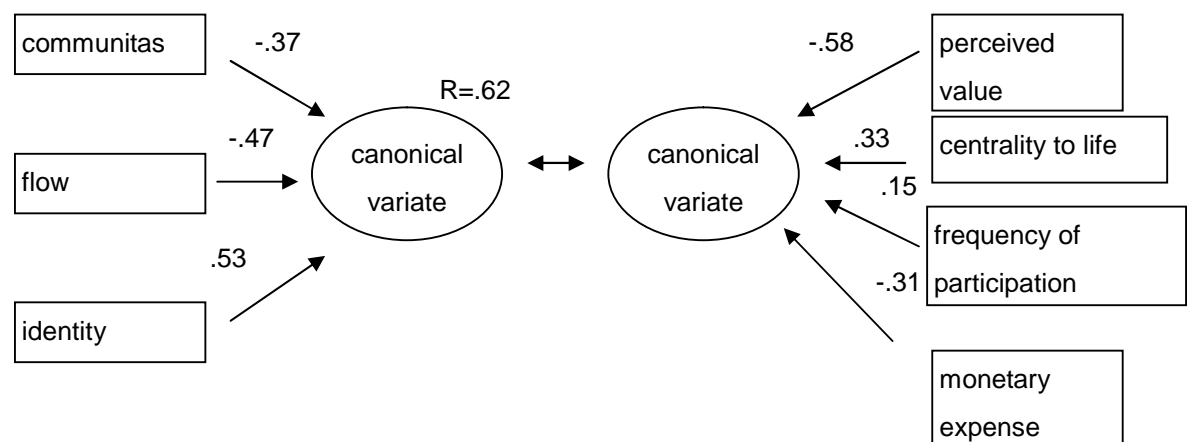 communitas
-.37
flow
-.47
identity
.53
R=.62
canonical
variate
canonical
variate
-.58
perceived
value
.33
centrality to life
.15
frequency of
participation
-.31
monetary
expense